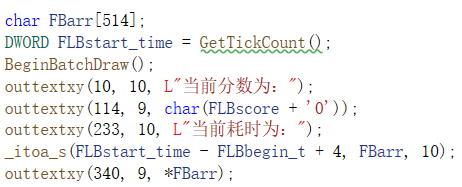 char FBarr[514];
DWORD FLBstart_time = GetTickCount();
BeginBatchDraw();
outtextxy(10, 10, L"当前分数为：");
outtextxy(114, 9, char(FLBscore + '0'));
outtextxy(233, 10, L"当前耗时为：");
_itoa_s(FLBstart_time - FLBbegin_t + 4, FBarr, 10);
outtextxy(340, 9, *FBarr);